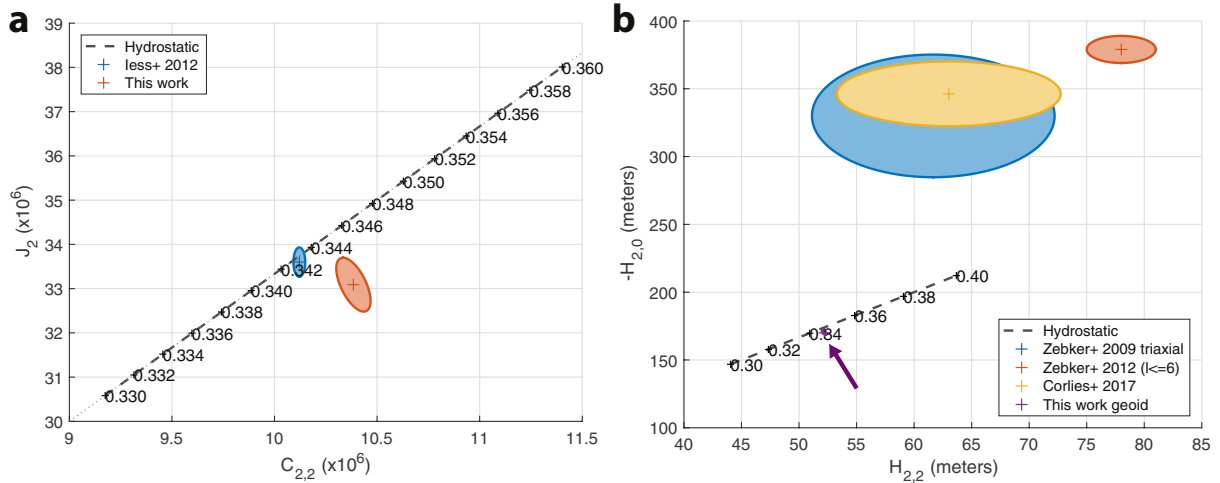 a
39
38
37
36
35
34
33
32
31
30
J2 (x10^6)
Hydrostatic
Iess+ 2012
This work
0.360
0.358
0.356
0.354
0.352
0.350
0.348
0.346
0.344
0.342
0.340
0.338
0.336
0.334
0.332
0.330
9 9.5 10 10.5 11 11.5
C2,2 (x10^6)
b
400
350
300
250
200
150
100
-H2,0 (meters)
0.40
0.38
0.36
0.34
0.32
0.30
Hydrostatic
Zebker+ 2009 triaxial
Zebker+ 2012 (l<=6)
Corlies+ 2017
This work geoid
40 45 50 55 60 65 70 75 80 85
H2,2 (meters)